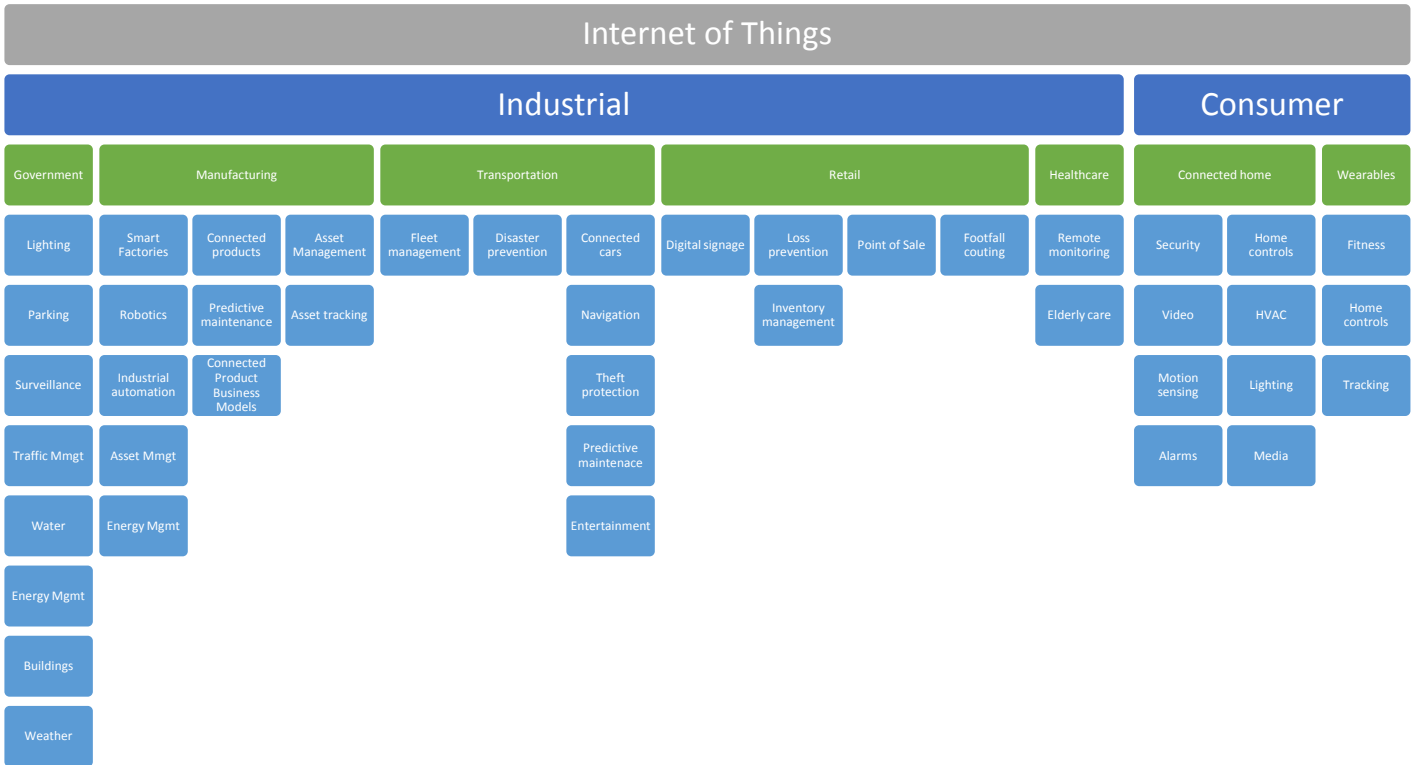 Internet of Things
Industrial
Consumer
Government
Manufacturing
Transportation
Retail
Healthcare
Connected home
Wearables
Lighting
Smart
Factories
Connected
products
Asset
Management
Fleet
management
Disaster
prevention
Connected
cars
Digital signage
Loss
prevention
Point of Sale
Footfall
couting
Remote
monitoring
Security
Home
controls
Fitness
Parking
Robotics
Predictive
maintenance
Asset tracking
Navigation
Inventory
management
Elderly care
Video
HVAC
Home
controls
Surveillance
Industrial
automation
Connected
Product
Business
Models
Theft
protection
Motion
sensing
Lighting
Tracking
Traffic Mmgt
Asset Mmgt
Predictive
maintenace
Alarms
Media
Water
Energy Mgmt
Entertainment
Energy Mgmt
Buildings
Weather